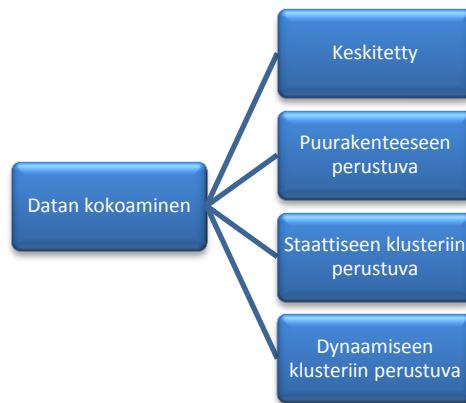 Keskitetty
Puurakenteeseen
perustuva
Datan kokoaminen
Staattiseen klusteriin
perustuva
Dynaamiseen
klusteriin perustuva